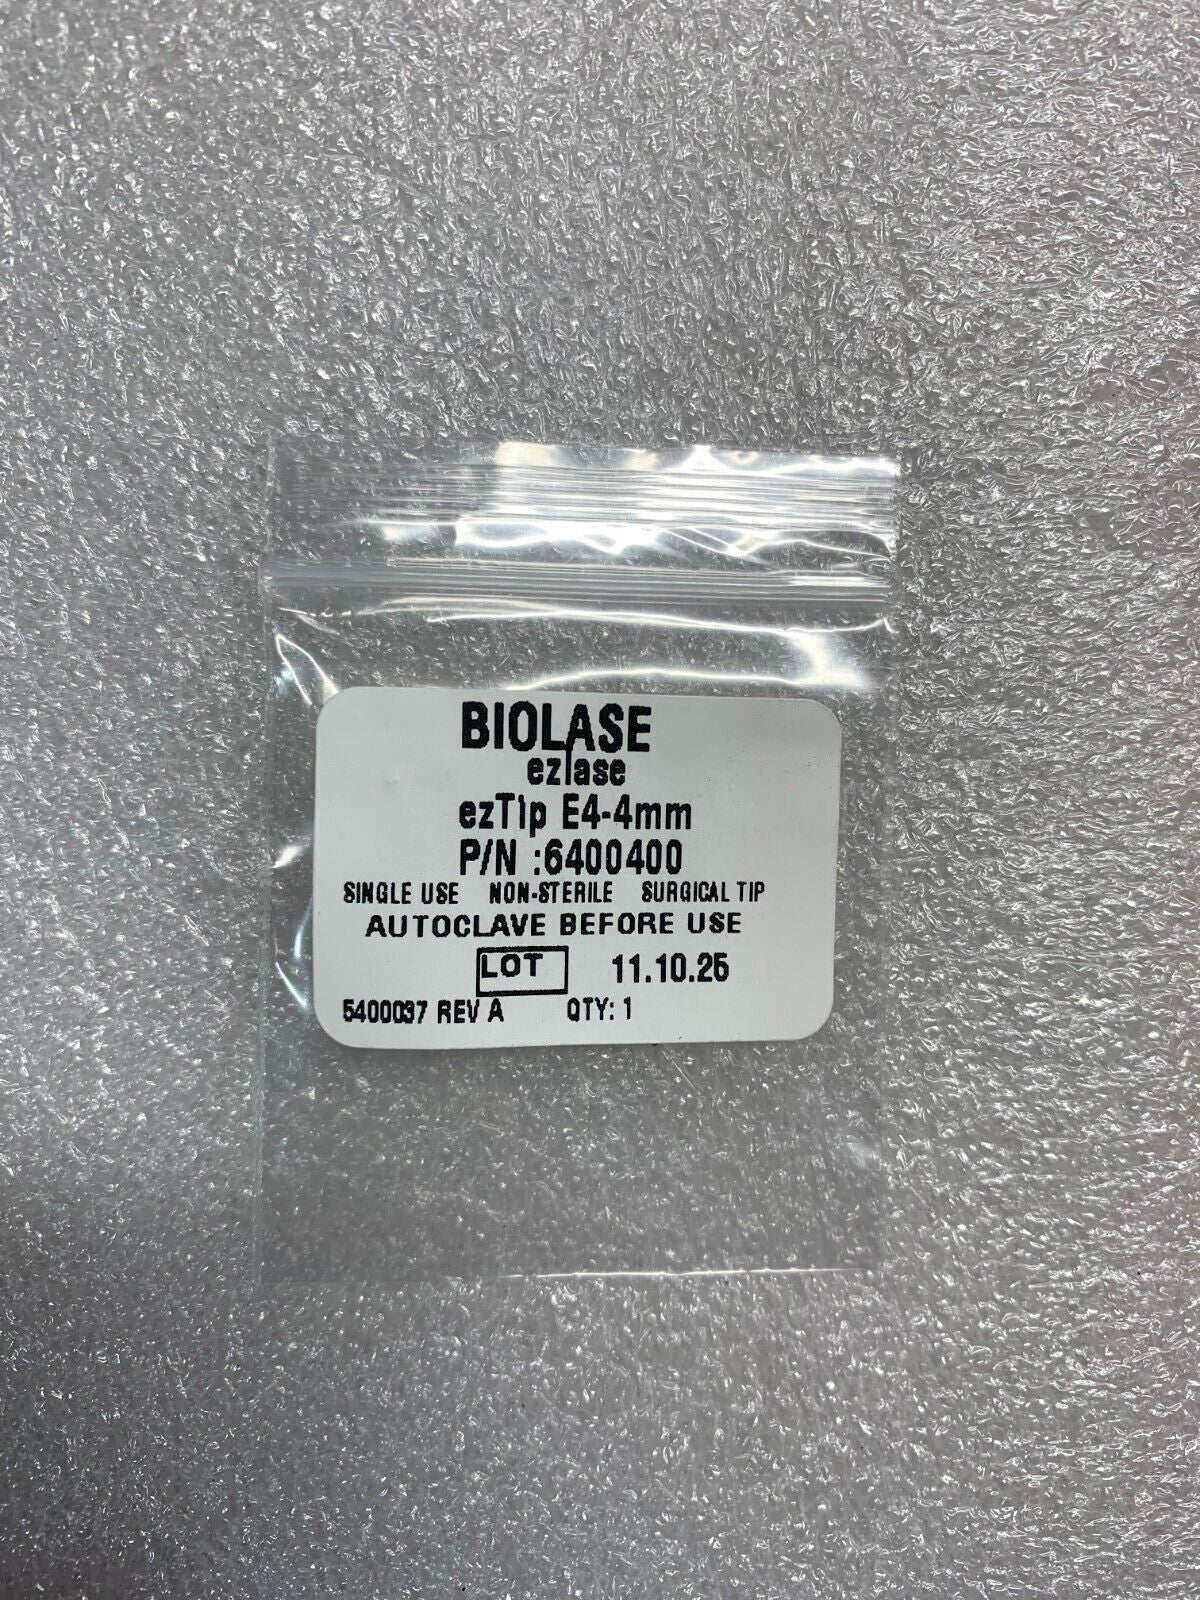 BIOLASE
ezlase
ezTip E4-4mm
P/N :6400400
SINGLE USE NON-STERILE SURGICAL TIP
AUTOCLAVE BEFORE USE
LOT 11.10.25
5400037 REV A QTY: 1